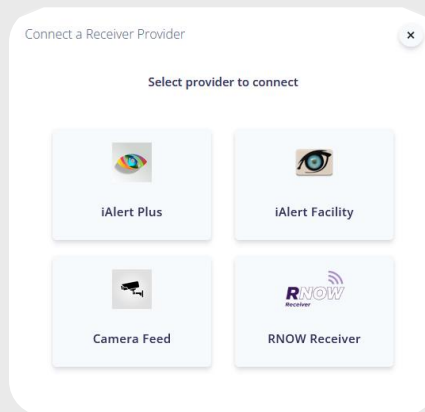 Connect a Receiver Provider
×
Select provider to connect
iAlert Plus
iAlert Facility
RNOW
Receiver
Camera Feed
RNOW Receiver